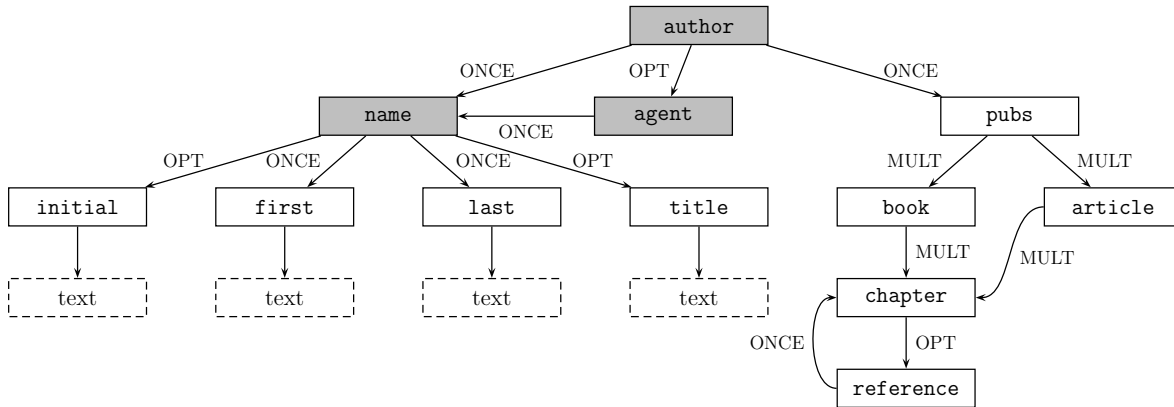 author
ONCE
OPT
ONCE
name
agent
pubs
ONCE
OPT
ONCE
ONCE
OPT
MULT
MULT
initial
first
last
title
book
article
MULT
MULT
text
text
text
text
chapter
ONCE
OPT
reference